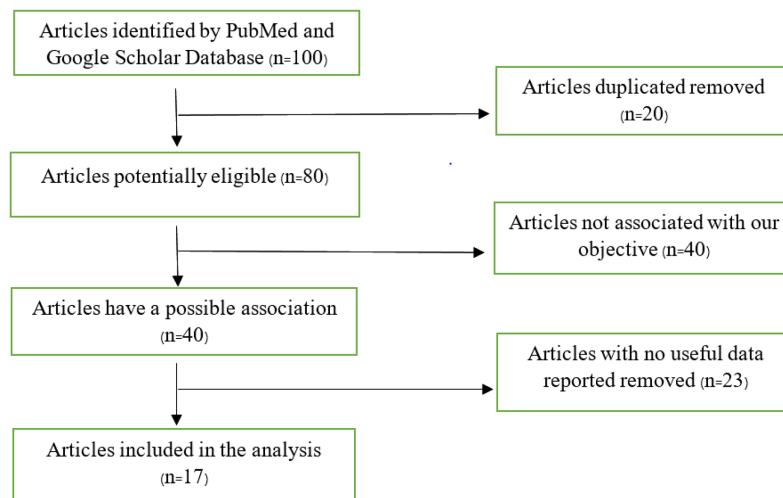 Articles identified by PubMed and
Google Scholar Database (n=100)
Articles duplicated removed
(n=20)
Articles potentially eligible (n=80)
Articles not associated with our
objective (n=40)
Articles have a possible association
(n=40)
Articles with no useful data
reported removed (n=23)
Articles included in the analysis
(n=17)